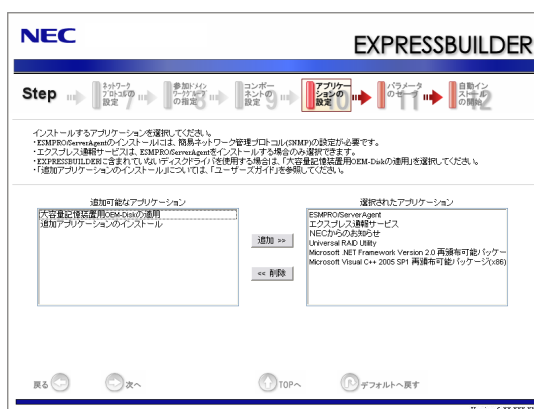 NEC
EXPRESSBUILDER
Step
ネットワークプロトコルの設定 7
参加ドメイン ワークグループの指定 8
コンポーネントの設定 9
アプリケーションの設定 10
パラメータのセーブ 11
自動インストールの開始 12
インストールするアプリケーションを選択してください。
・ESMPRO/ServerAgentのインストールには、簡易ネットワーク管理プロトコル(SNMP)の設定が必要です。
・エクスプレス通報サービスは、ESMPRO/ServerAgentをインストールする場合のみ選択できます。
・EXPRESSBUILDERに含まれていないディスクドライバを使用する場合は、「大容量記憶装置用OEM-Diskの適用」を選択してください。
・「追加アプリケーションのインストール」については、「ユーザーズガイド」を参照してください。
追加可能なアプリケーション
選択されたアプリケーション
大容量記憶装置用OEM-Diskの適用
追加アプリケーションのインストール
追加 >>
<< 削除
ESMPRO/ServerAgent
エクスプレス通報サービス
NECからのお知らせ
Universal RAID Utility
Microsoft .NET Framework Version 2.0 再頒布可能パッケー
Microsoft Visual C++ 2005 SP1 再頒布可能パッケージ(x86)
戻る
次へ
TOPへ
デフォルトへ戻す